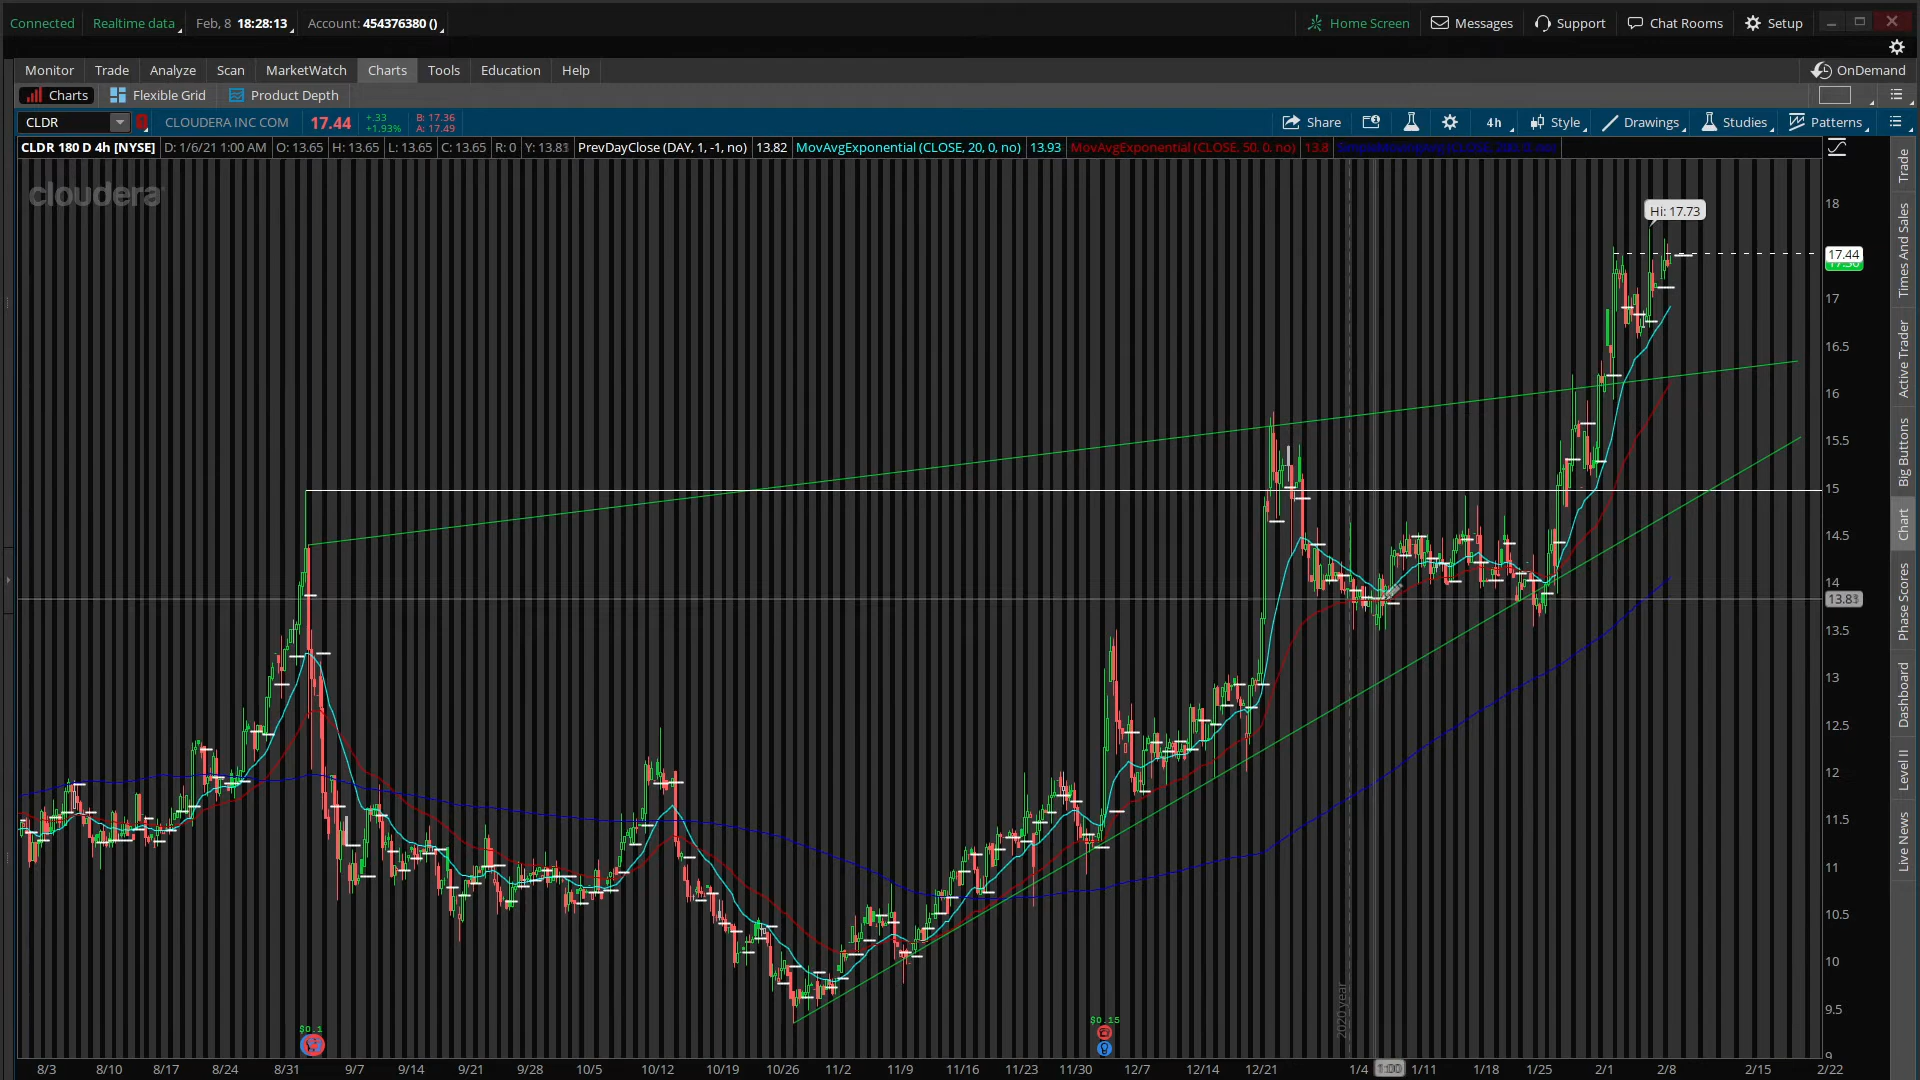 Connected Realtime data Feb, 8 18:28:13 Account: 454376380 () Home Screen Messages Support Chat Rooms Setup
Monitor Trade Analyze Scan MarketWatch Charts Tools Education Help OnDemand
Charts Flexible Grid Product Depth
CLDR CLOUDERA INC COM 17.44 +.33 +1.93% B: 17.36 A: 17.49 Share 4h Style Drawings Studies Patterns
CLDR 180 D 4h [NYSE] D: 1/6/21 1:00 AM O: 13.65 H: 13.65 L: 13.65 C: 13.65 R: 0 PrevDayClose (DAY, 1, -1, no) 13.82 MovAvgExponential (CLOSE, 20, 0, no) 13.93 MovAvgExponential (CLOSE, 50, 0, no) 13.8
cloudera
Hi: 17.73
18
17.44
17
16.5
16
15.5
15
14.5
14
13.5
13
12.5
12
11.5
11
10.5
10
9.5
9
Trade
Times And Sales
Active Trader
Big Buttons
Chart
Phase Scores
Dashboard
Level II
Live News
2020 year
$0.1
$0.15
8/3 8/10 8/17 8/24 8/31 9/7 9/14 9/21 9/28 10/5 10/12 10/19 10/26 11/2 11/9 11/16 11/23 11/30 12/7 12/14 12/21 1/4 1:00 1/11 1/18 1/25 2/1 2/8 2/15 2/22